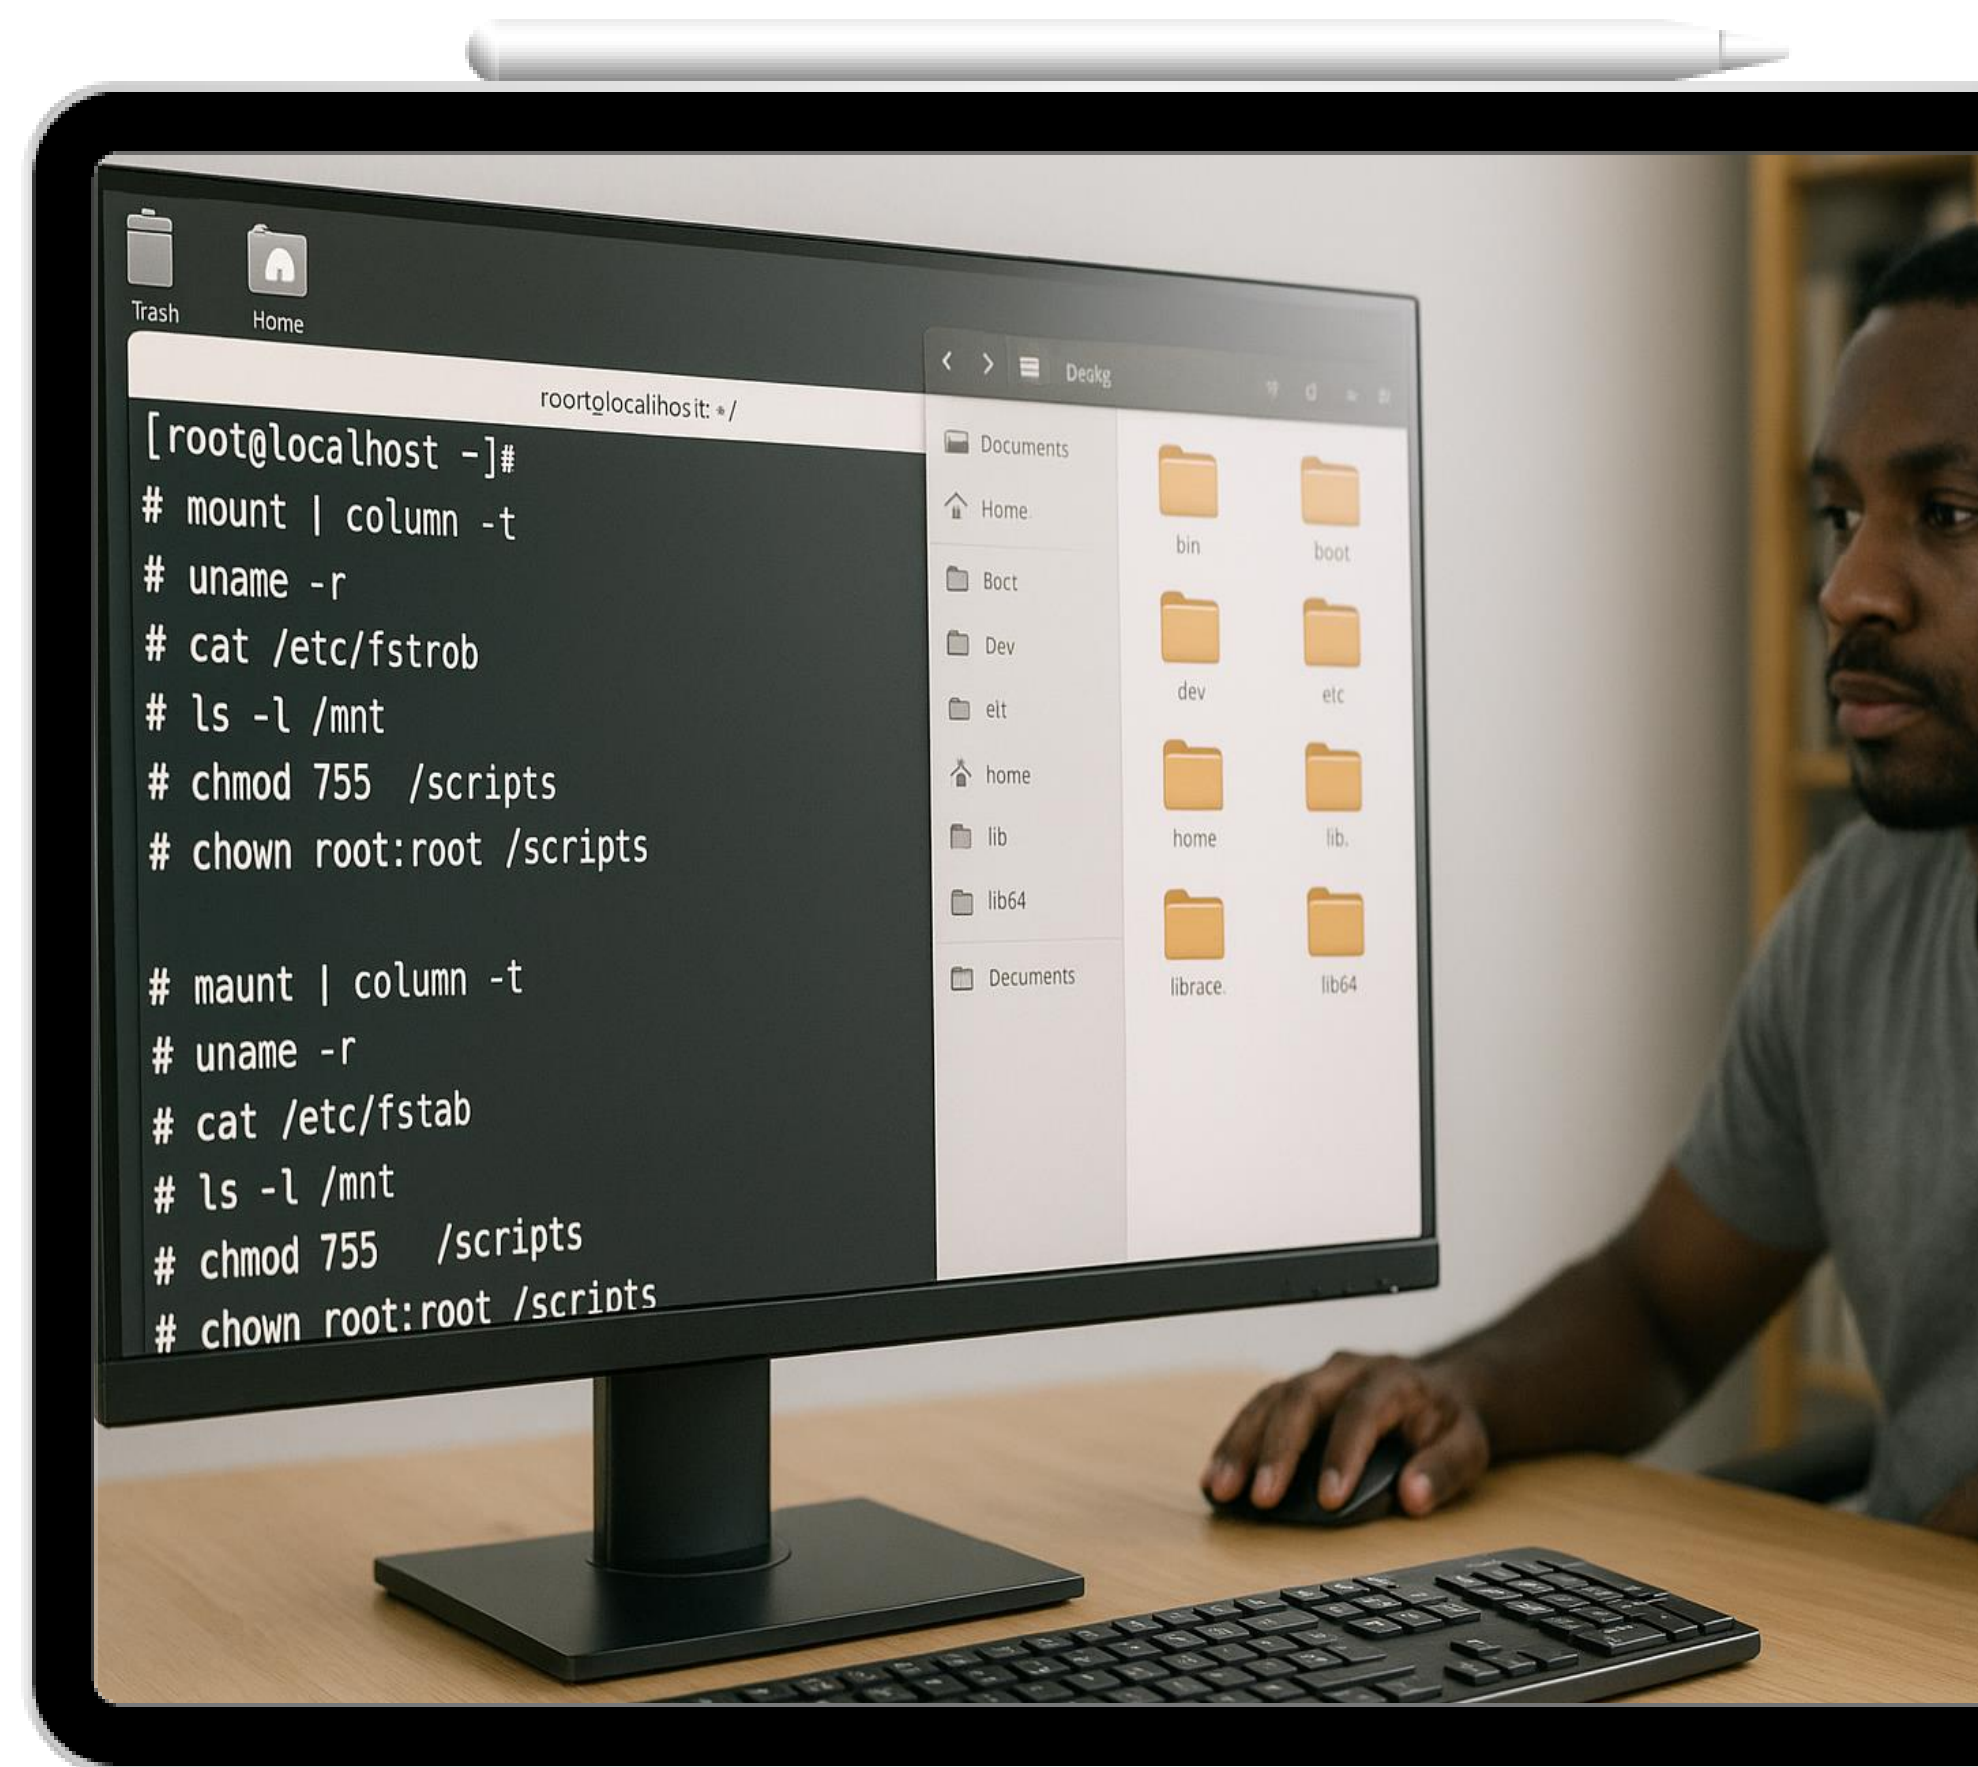 Trash
Home
roortolocalihosit: */
[root@localhost ~]#
# mount | column -t
# uname -r
# cat /etc/fstrob
# ls -l /mnt
# chmod 755 /scripts
# chown root:root /scripts
# maunt | column -t
# uname -r
# cat /etc/fstab
# ls -l /mnt
# chmod 755 /scripts
# chown root:root /scripts
Deakg
Documents
Home
Boct
Dev
elt
home
lib
lib64
Decuments
bin
boot
dev
etc
home
lib.
librace.
lib64